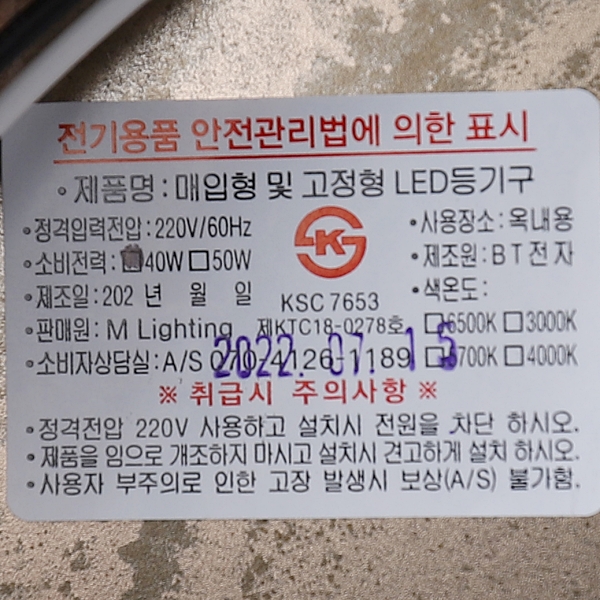 전기용품 안전관리법에 의한 표시
• 제품명 : 매입형 및 고정형 LED등기구
• 정격입력전압 : 220V/60Hz
• 소비전력 : ■40W □50W
• 제조일 : 202 년 월 일
• 판매원 : M Lighting
• 소비자상담실 : A/S 070-4126-1189
KSC 7653
제KTC18-0278호
• 사용장소 : 옥내용
• 제조원 : BT전자
• 색온도 :
□6500K □3000K
□5700K □4000K
2022. 07. 15
※ 취급시 주의사항 ※
• 정격전압 220V 사용하고 설치시 전원을 차단 하시오.
• 제품을 임으로 개조하지 마시고 설치시 견고하게 설치 하시오.
• 사용자 부주의로 인한 고장 발생시 보상(A/S) 불가함.